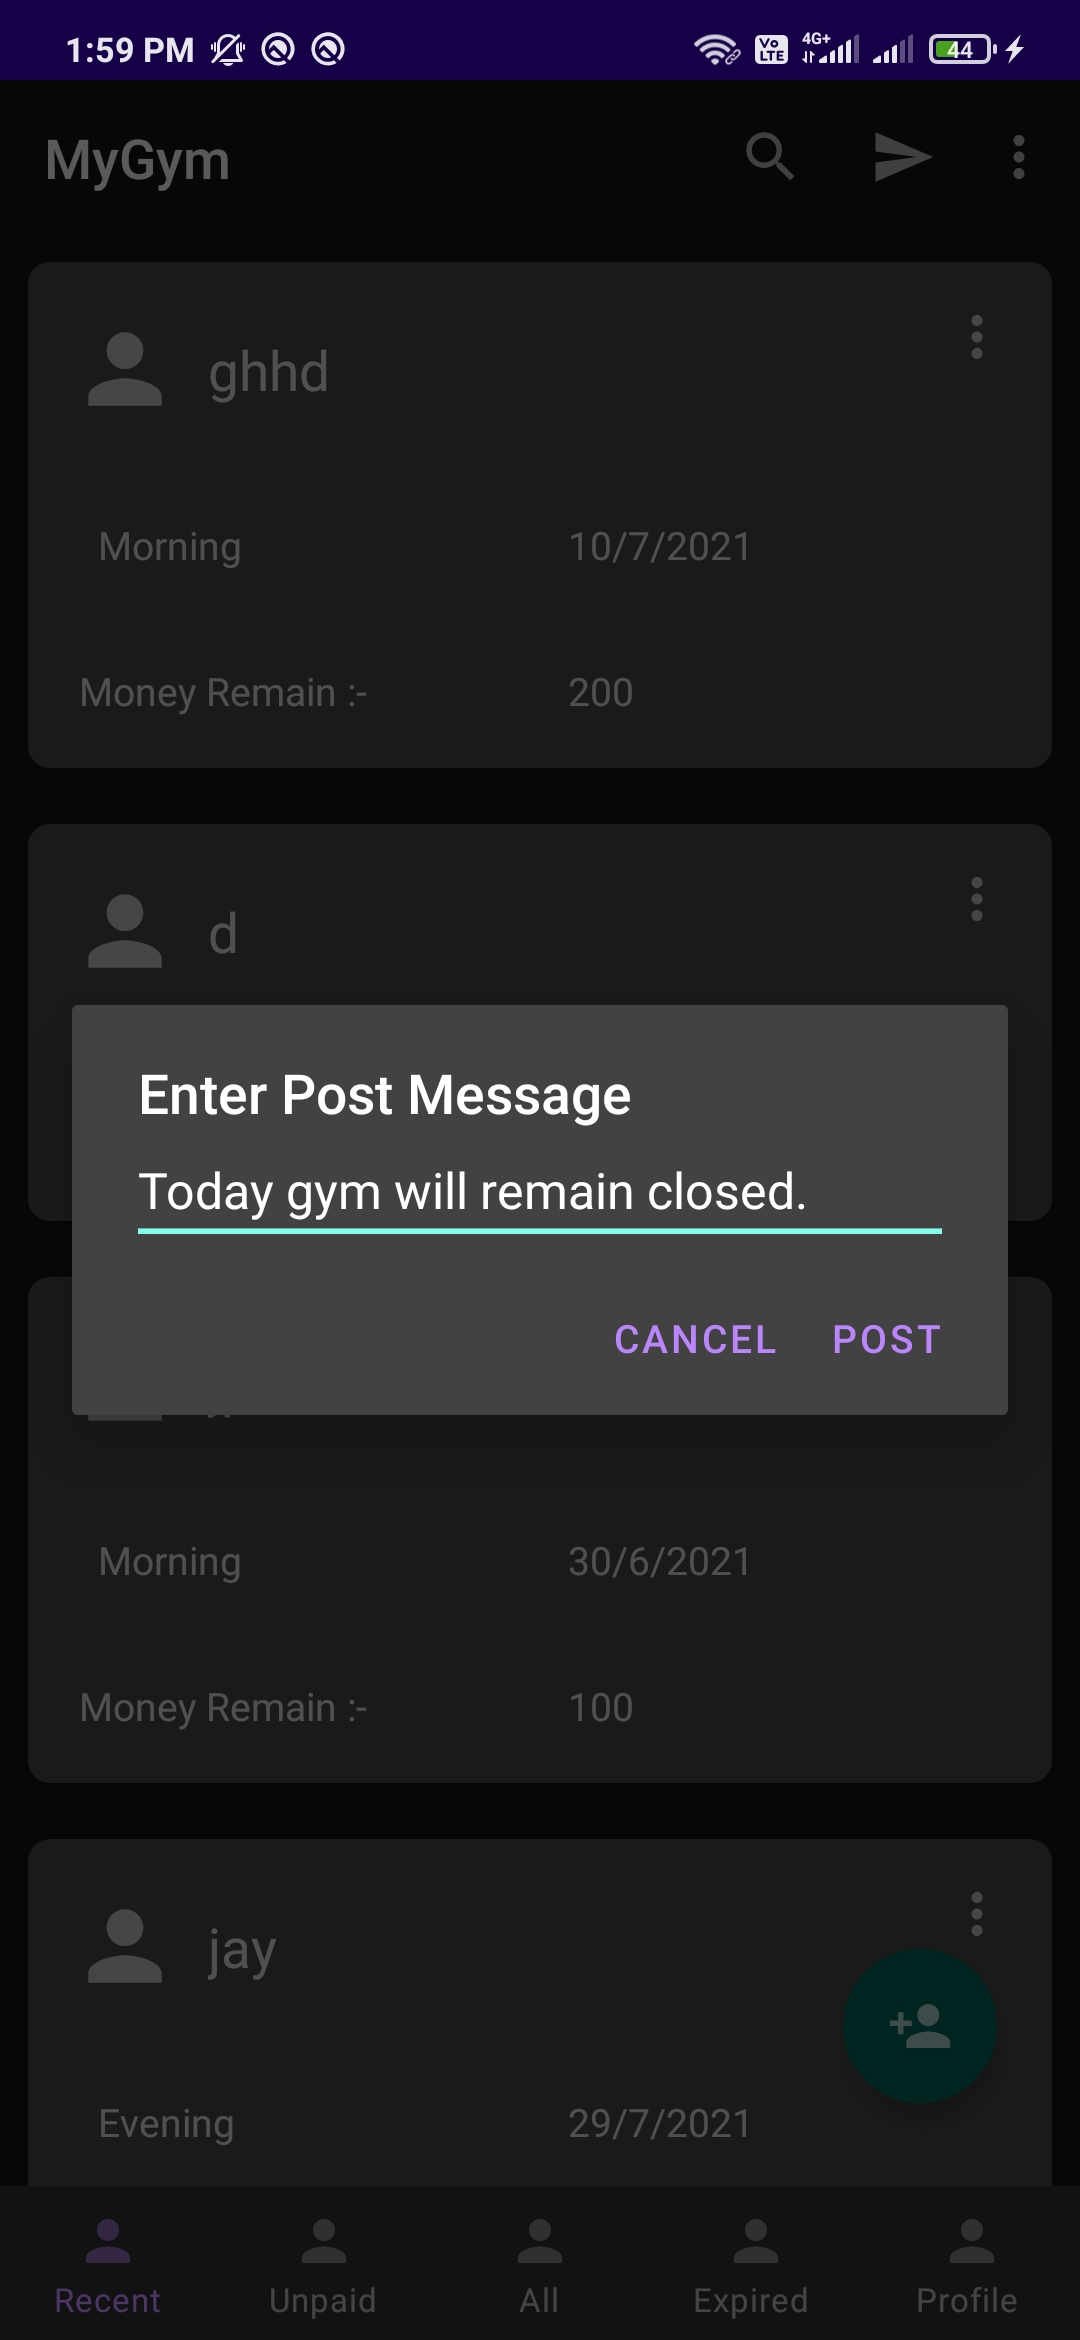 1:59 PM
Vo LTE 4G+ 44
MyGym
ghhd
Morning 10/7/2021
Money Remain :- 200
d
Enter Post Message
Today gym will remain closed.
CANCEL POST
Morning 30/6/2021
Money Remain :- 100
jay
Evening 29/7/2021
Recent Unpaid All Expired Profile